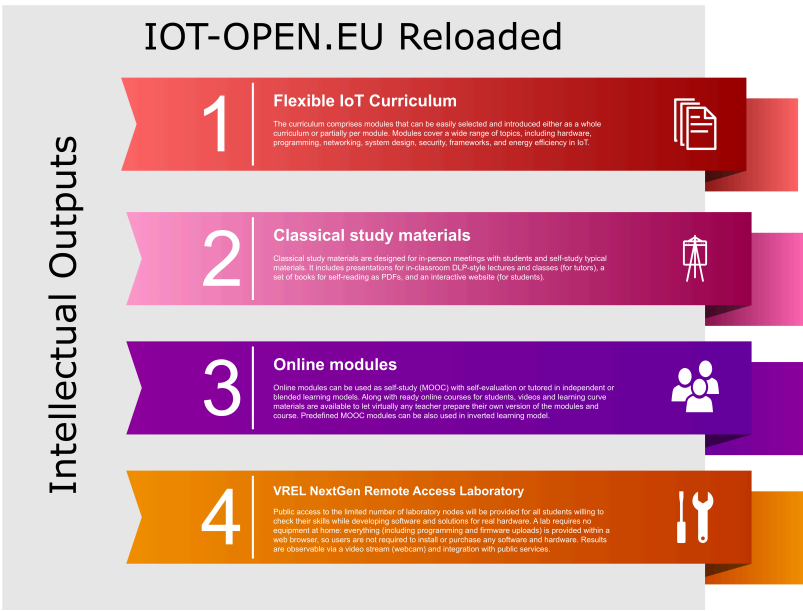 IOT-OPEN.EU Reloaded
Intellectual Outputs
1
Flexible IoT Curriculum
The curriculum comprises modules that can be easily selected and introduced either as a whole
curriculum or partially per module. Modules cover a wide range of topics, including hardware,
programming, networking, system design, security, frameworks, and energy efficiency in IoT.
2
Classical study materials
Classical study materials are designed for in-person meetings with students and self-study typical
materials. It includes presentations for in-classroom DLP-style lectures and classes (for tutors), a
set of books for self-reading as PDFs, and an interactive website (for students).
3
Online modules
Online modules can be used as self-study (MOOC) with self-evaluation or tutored in independent or
blended learning models. Along with ready online courses for students, videos and learning curve
materials are available to let virtually any teacher prepare their own version of the modules and
course. Predefined MOOC modules can be also used in inverted learning model.
4
VREL NextGen Remote Access Laboratory
Public access to the limited number of laboratory nodes will be provided for all students willing to
check their skills while developing software and solutions for real hardware. A lab requires no
equipment at home: everything (including programming and firmware uploads) is provided within a
web browser, so users are not required to install or purchase any software and hardware. Results
are observable via a video stream (webcam) and integration with public services.